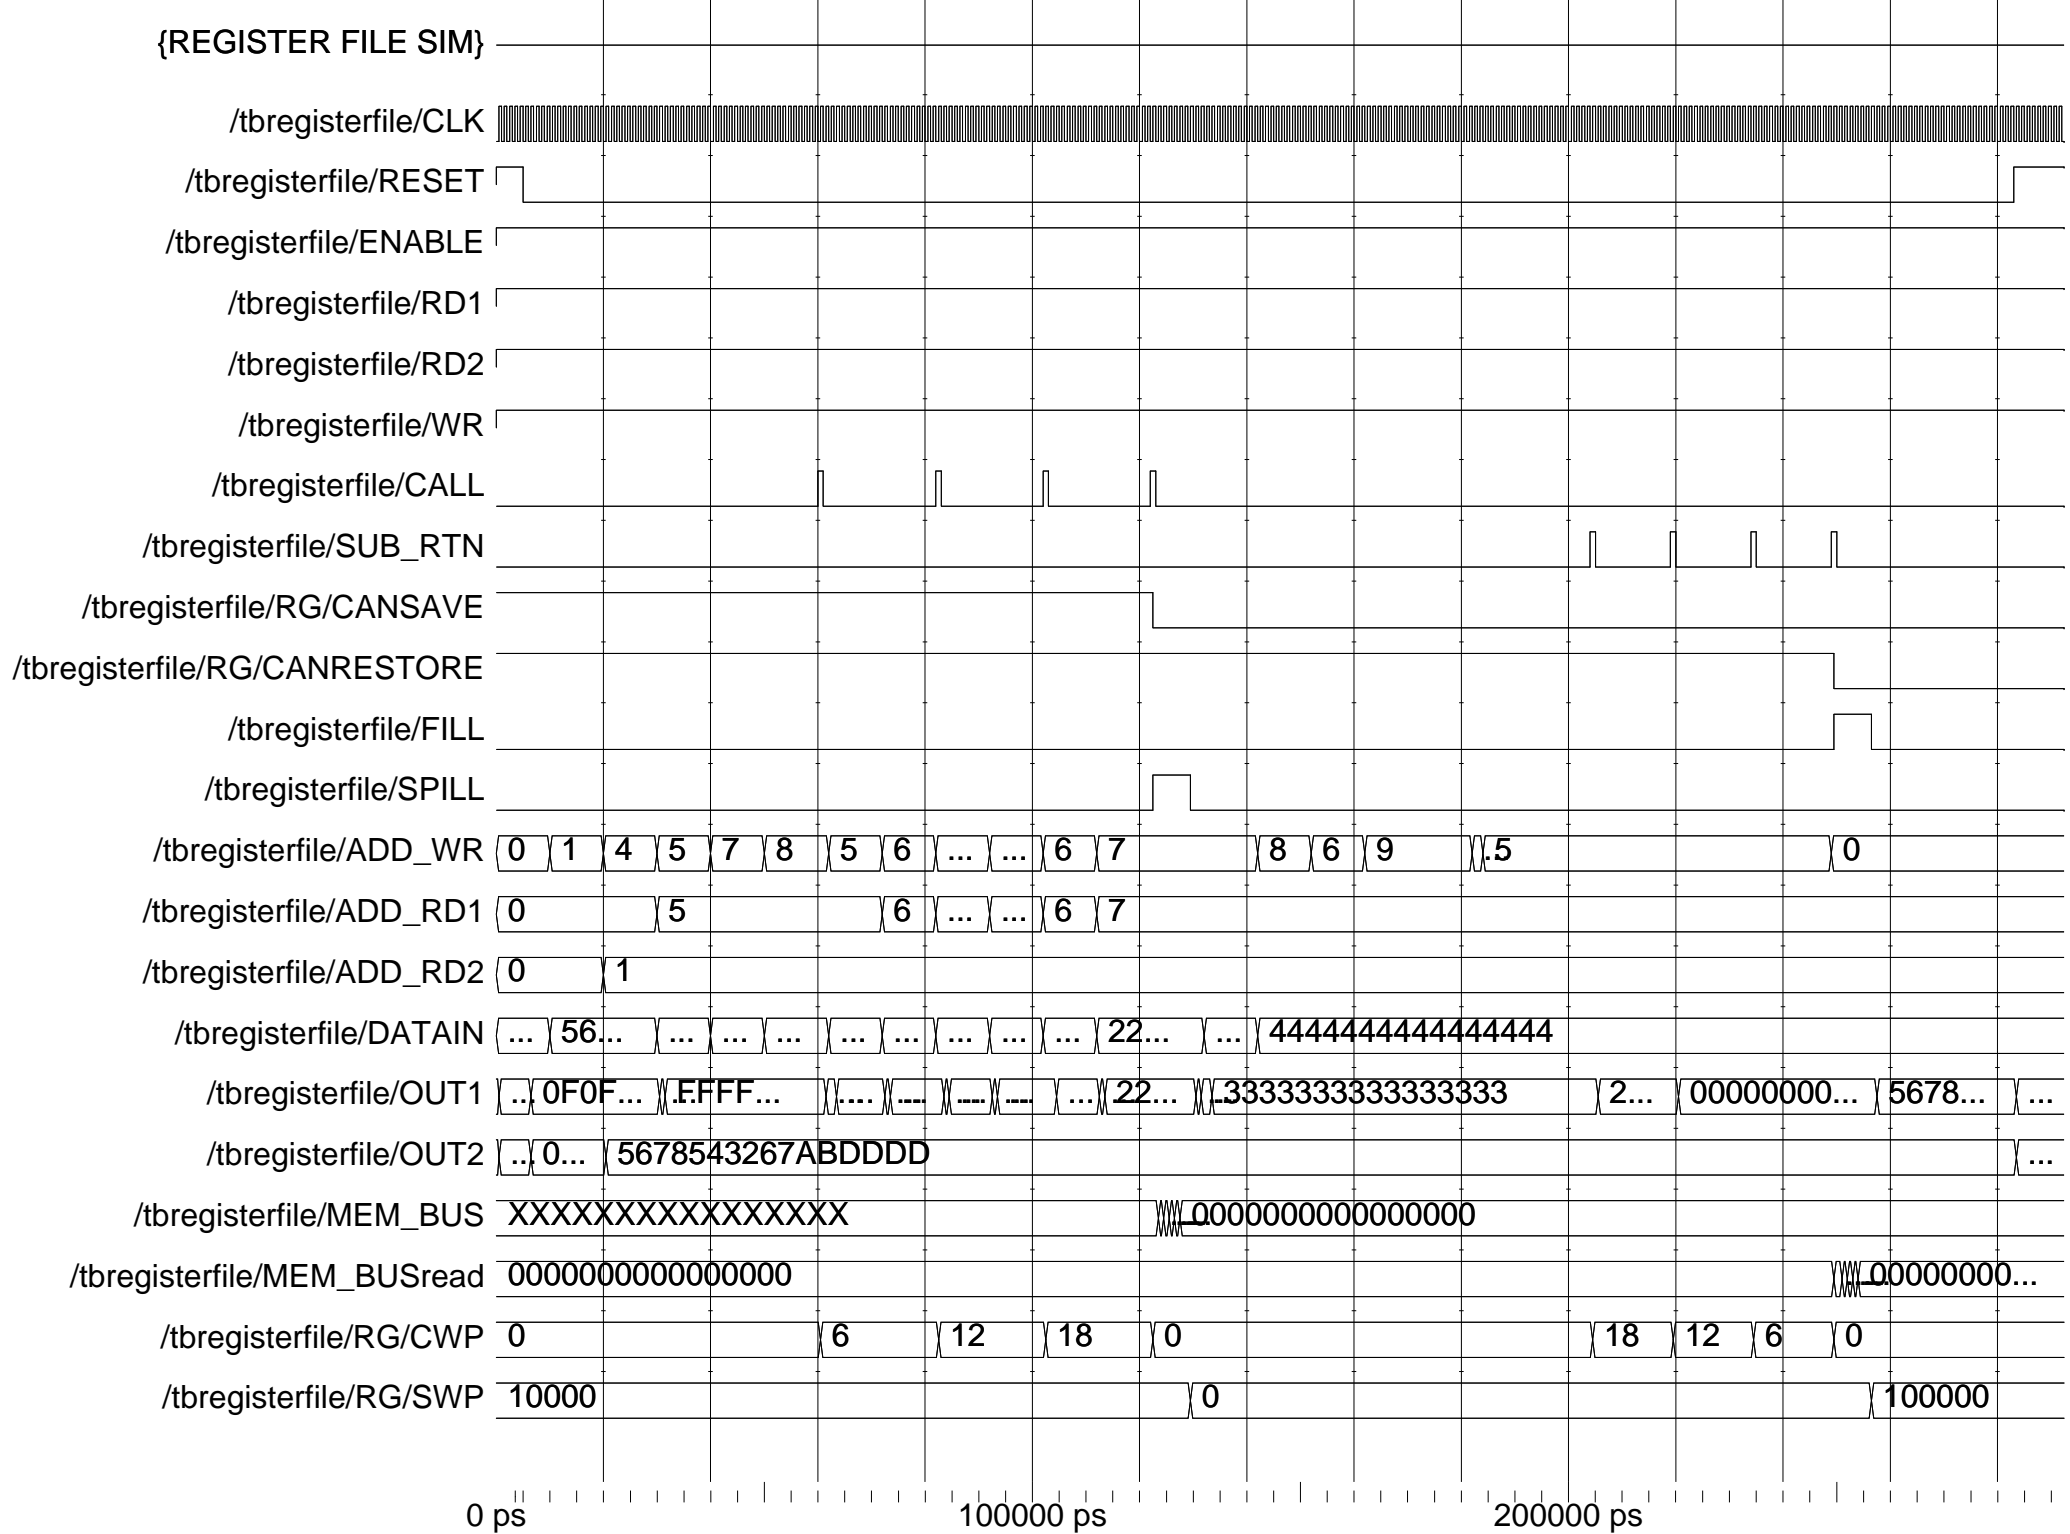 {REGISTER FILE SIM}
/tbregisterfile/CLK
/tbregisterfile/RESET
/tbregisterfile/ENABLE
/tbregisterfile/RD1
/tbregisterfile/RD2
/tbregisterfile/WR
/tbregisterfile/CALL
/tbregisterfile/SUB_RTN
/tbregisterfile/RG/CANSAVE
/tbregisterfile/RG/CANRESTORE
/tbregisterfile/FILL
/tbregisterfile/SPILL
/tbregisterfile/ADD_WR 0 1 4 5 7 8 5 6 ... ... 6 7 8 6 9 ... 5 0
/tbregisterfile/ADD_RD1 0 5 6 ... ... 6 7
/tbregisterfile/ADD_RD2 0 1
/tbregisterfile/DATAIN ... 56... ... ... ... ... ... ... ... ... 22... ... 4444444444444444
/tbregisterfile/OUT1 ... 0F0F... ... FFFF... ... ... ... ... ... ... 22... ... 3333333333333333 2... 00000000... 5678... ...
/tbregisterfile/OUT2 ... 0... 5678543267ABDDDD ...
/tbregisterfile/MEM_BUS XXXXXXXXXXXXXXXX ... 0000000000000000
/tbregisterfile/MEM_BUSread 0000000000000000 ... 00000000...
/tbregisterfile/RG/CWP 0 6 12 18 0 18 12 6 0
/tbregisterfile/RG/SWP 10000 0 100000
0 ps 100000 ps 200000 ps